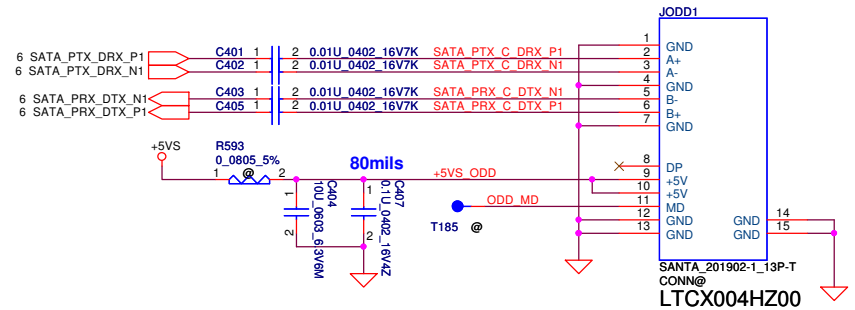 JODD1
6 SATA_PTX_DRX_P1 C401 1 2 0.01U_0402_16V7K SATA_PTX_C_DRX_P1
6 SATA_PTX_DRX_N1 C402 1 2 0.01U_0402_16V7K SATA_PTX_C_DRX_N1
6 SATA_PRX_DTX_N1 C403 1 2 0.01U_0402_16V7K SATA_PRX_C_DTX_N1
6 SATA_PRX_DTX_P1 C405 1 2 0.01U_0402_16V7K SATA_PRX_C_DTX_P1
1 GND
2 A+
3 A-
4 GND
5 B-
6 B+
7 GND
+5VS
R593
0_0805_5%
@
1 2
80mils
+5VS_ODD
8 DP
9 +5V
10 +5V
11 MD
12 GND
13 GND
GND 14
GND 15
1 2
C404
10U_0603_6.3V6M
1 2
C407
0.1U_0402_16V4Z
ODD_MD
T185 @
SANTA_201902-1_13P-T
CONN@
LTCX004HZ00